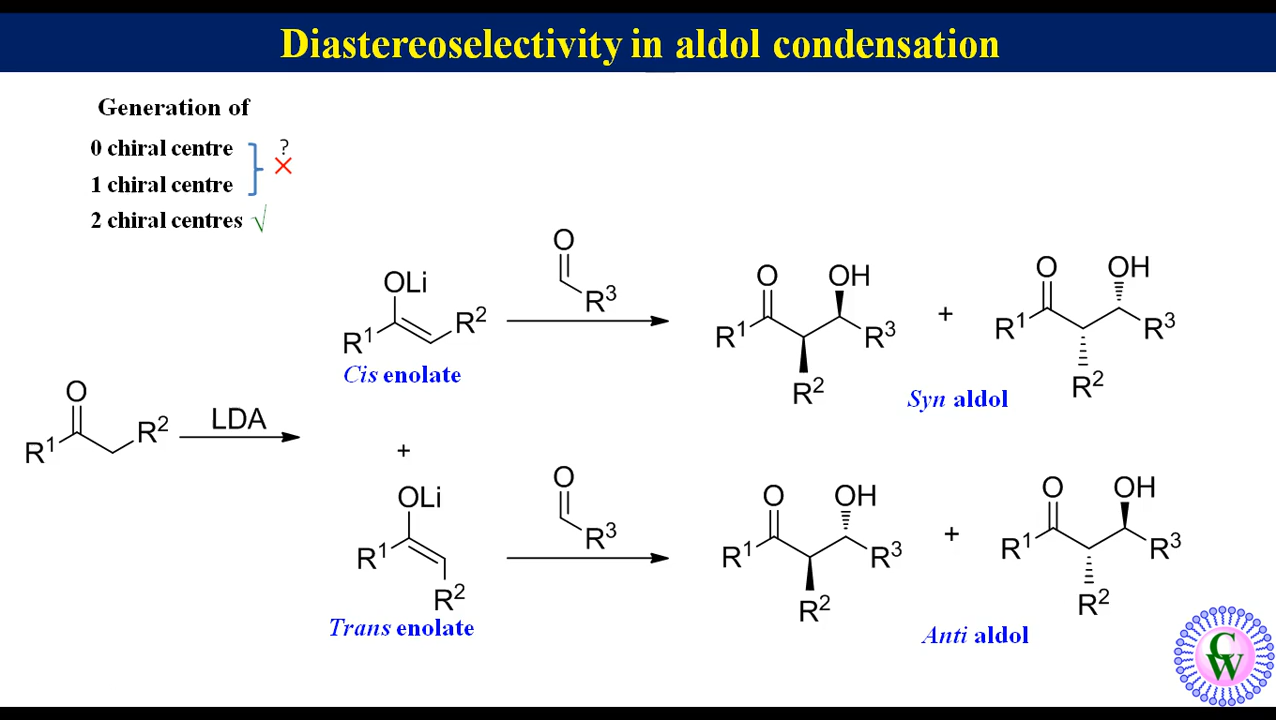 Diastereoselectivity in aldol condensation
Generation of
0 chiral centre
?
1 chiral centre
2 chiral centres √
O
R³
OLi
R¹
R²
Cis enolate
O
OH
R¹
R³
R²
+
O
OH
R¹
R³
R²
Syn aldol
O
R¹
R²
LDA
+
O
R³
OLi
R¹
R²
Trans enolate
O
OH
R¹
R³
R²
+
O
OH
R¹
R³
R²
Anti aldol
CW